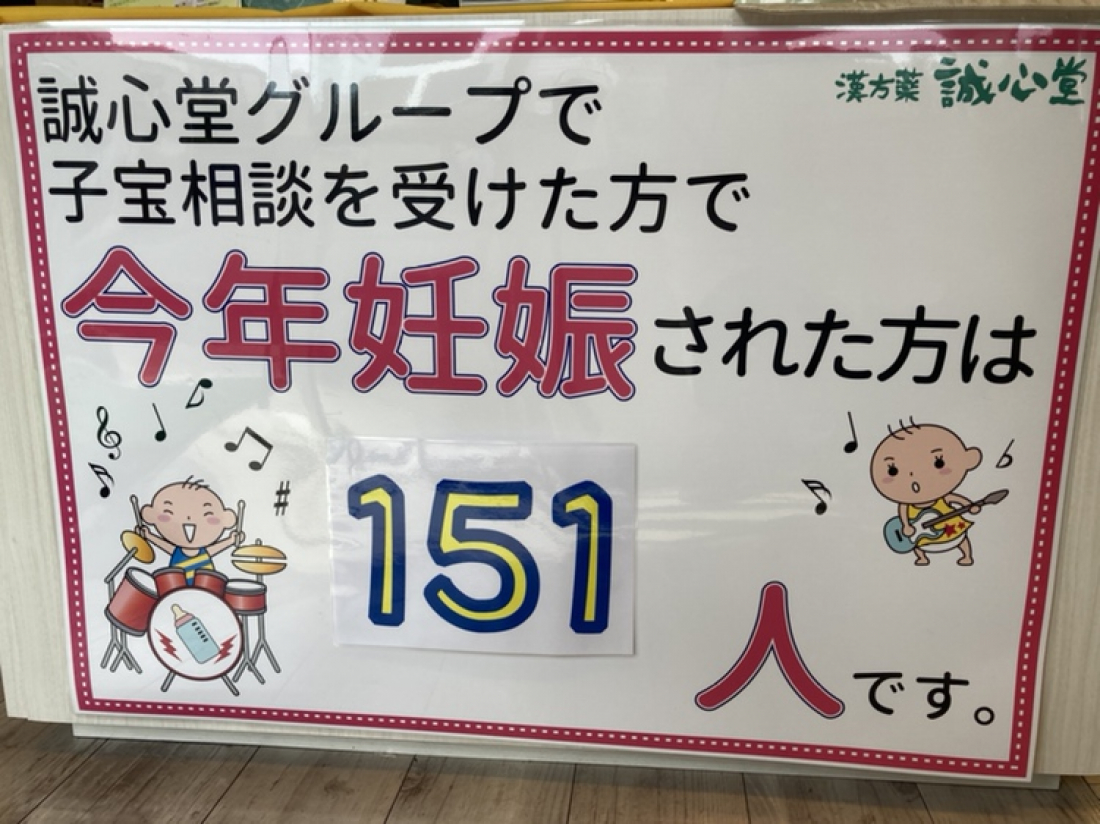 漢方薬 誠心堂
誠心堂グループで
子宝相談を受けた方で
今年妊娠された方は
151
人です。